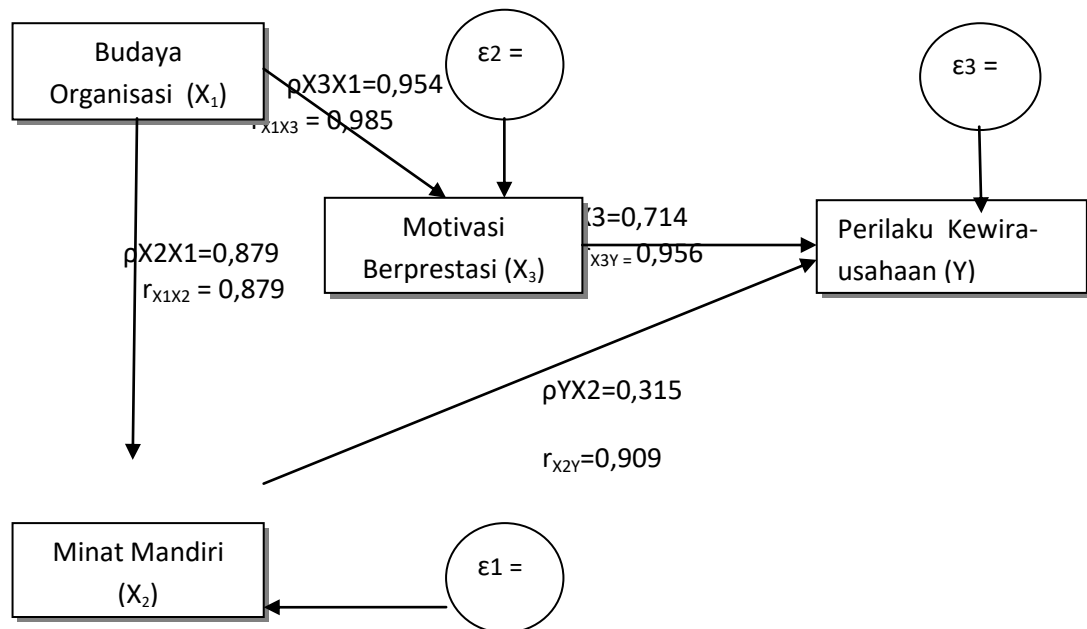 Budaya
Organisasi (X₁)
ε2 =
ε3 =
ρX3X1=0,954
X1X3 = 0,985
Motivasi
Berprestasi (X₃)
X3=0,714
X3Y = 0,956
Perilaku Kewira-
usahaan (Y)
ρX2X1=0,879
rX1X2 = 0,879
ρYX2=0,315
rX2Y=0,909
Minat Mandiri
(X₂)
ε1 =